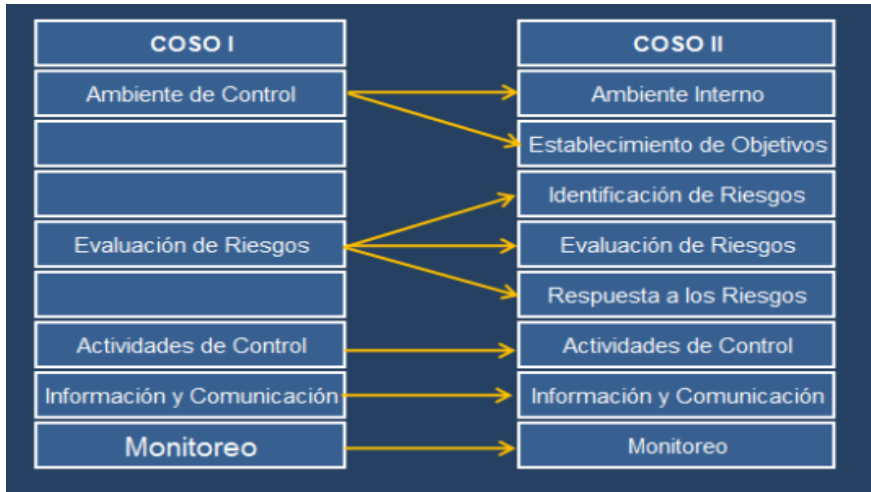 COSO I
COSO II
Ambiente de Control
Ambiente Interno
Establecimiento de Objetivos
Identificación de Riesgos
Evaluación de Riesgos
Evaluación de Riesgos
Respuesta a los Riesgos
Actividades de Control
Actividades de Control
Información y Comunicación
Información y Comunicación
Monitoreo
Monitoreo